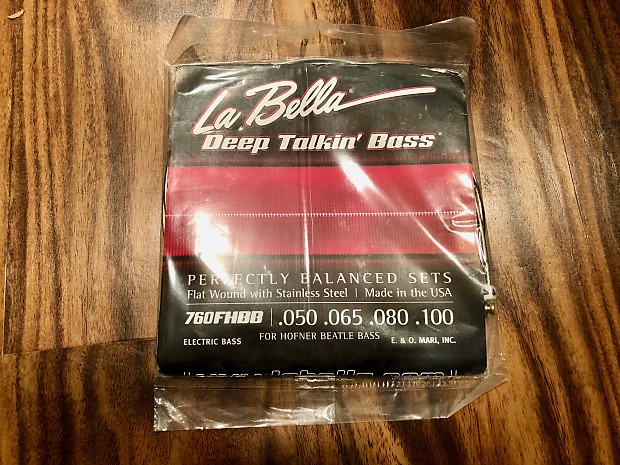 La Bella®
Deep Talkin' Bass®
PERFECTLY BALANCED SETS
Flat Wound with Stainless Steel | Made in the USA
760FHBB | .050 .065 .080 .100
ELECTRIC BASS FOR HOFNER BEATLE BASS E. & O. MARI, INC.